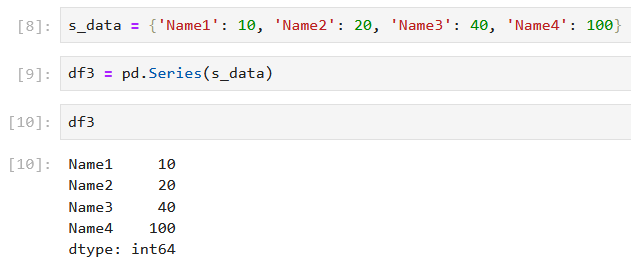 [8]: s_data = {'Name1': 10, 'Name2': 20, 'Name3': 40, 'Name4': 100}
[9]: df3 = pd.Series(s_data)
[10]: df3
[10]: Name1     10
Name2     20
Name3     40
Name4    100
dtype: int64